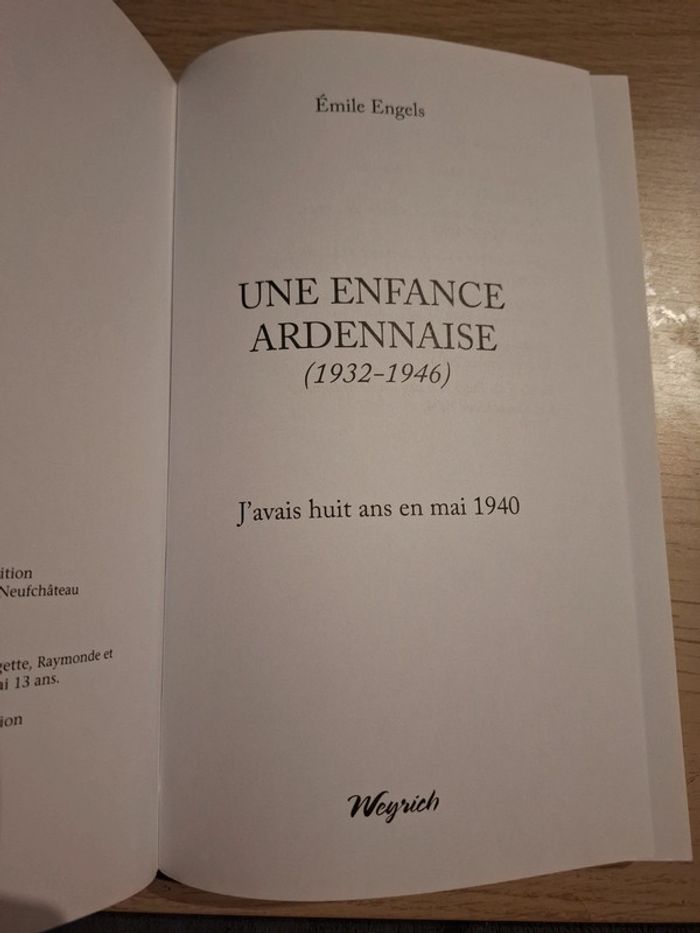 ition
Neufchâteau
gette, Raymonde et
ai 13 ans.
ion
Émile Engels
UNE ENFANCE
ARDENNAISE
(1932-1946)
J'avais huit ans en mai 1940
Weyrich